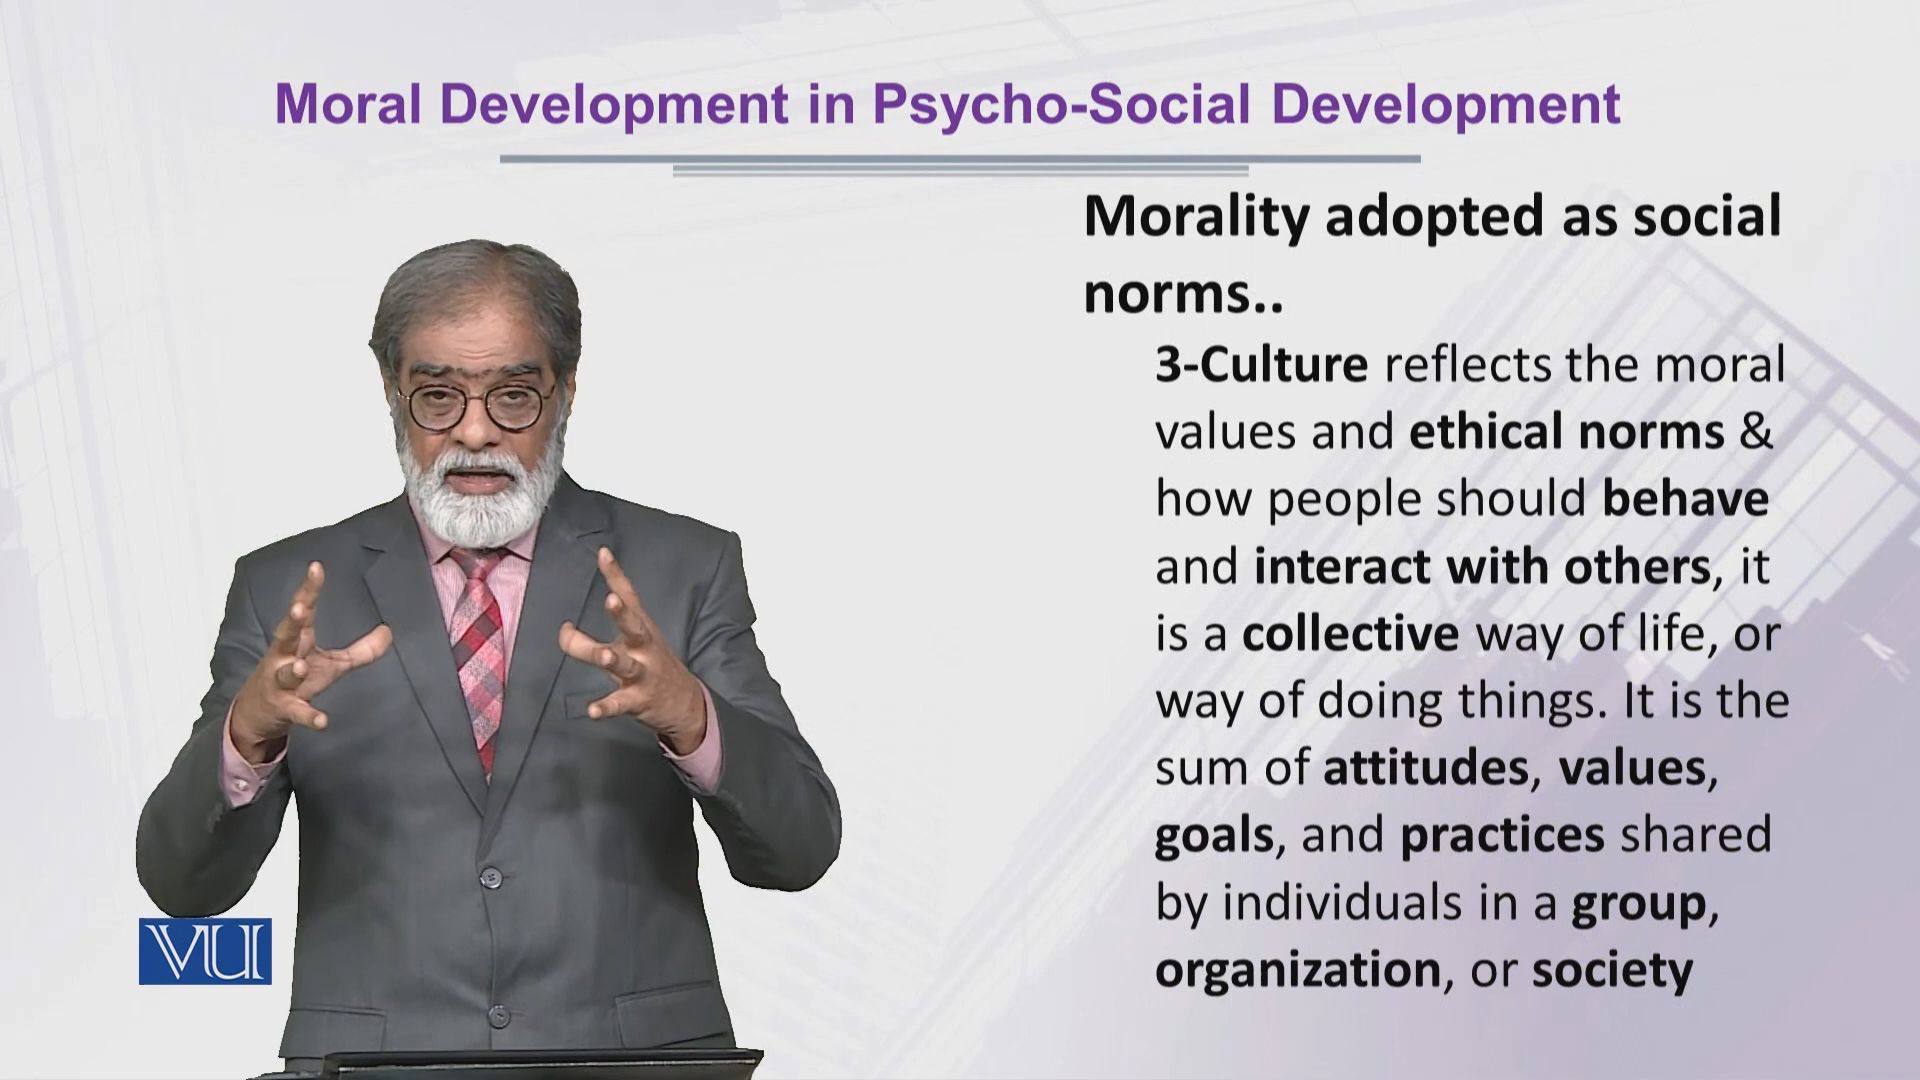 Moral Development in Psycho-Social Development
Morality adopted as social
norms..
3-Culture reflects the moral
values and ethical norms &
how people should behave
and interact with others, it
is a collective way of life, or
way of doing things. It is the
sum of attitudes, values,
goals, and practices shared
by individuals in a group,
organization, or society
VU